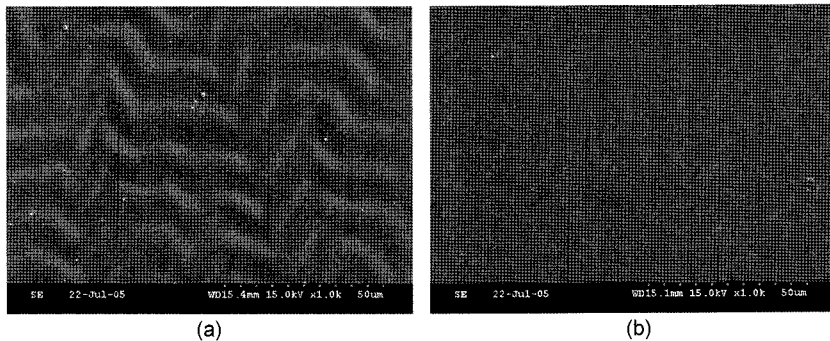 SE 22-Jul-05 WD15.4mm 15.0kV x1.0k 50um
SE 22-Jul-05 WD15.1mm 15.0kV x1.0k 50um
(a)
(b)